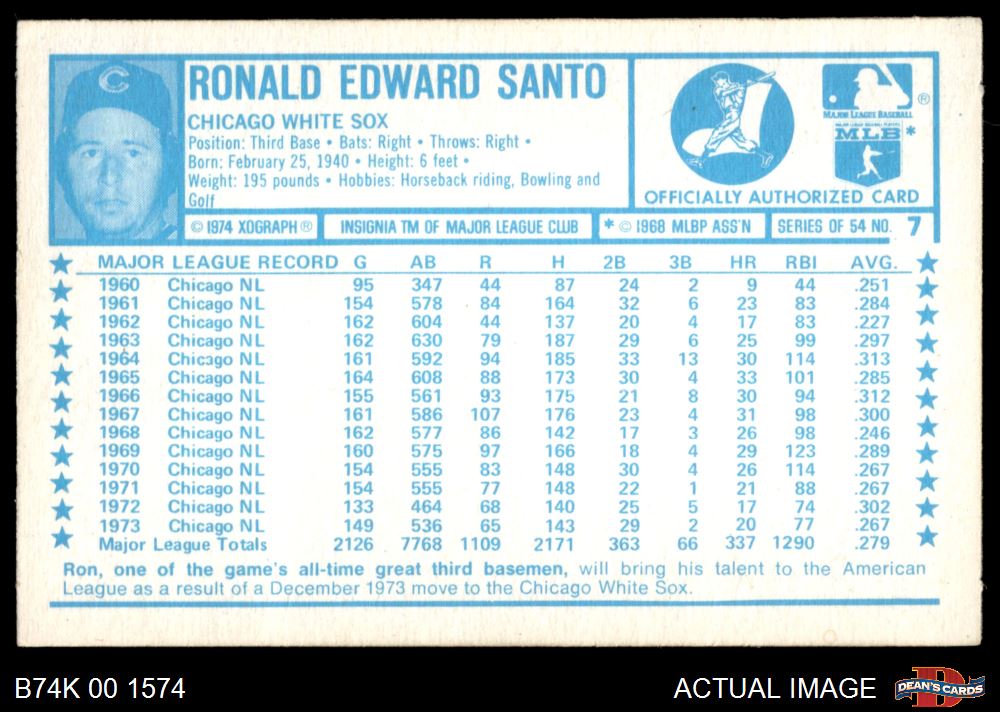 C
RONALD EDWARD SANTO
CHICAGO WHITE SOX
Position: Third Base • Bats: Right • Throws: Right •
Born: February 25, 1940 • Height: 6 feet •
Weight: 195 pounds • Hobbies: Horseback riding, Bowling and
Golf
MAJOR LEAGUE BASEBALL ®
MAJOR LEAGUE BASEBALL PLAYERS
MLB *
OFFICIALLY AUTHORIZED CARD
© 1974 XOGRAPH ® INSIGNIA TM OF MAJOR LEAGUE CLUB * © 1968 MLBP ASS'N SERIES OF 54 NO. 7
MAJOR LEAGUE RECORD G AB R H 2B 3B HR RBI AVG.
1960 Chicago NL 95 347 44 87 24 2 9 44 .251
1961 Chicago NL 154 578 84 164 32 6 23 83 .284
1962 Chicago NL 162 604 44 137 20 4 17 83 .227
1963 Chicago NL 162 630 79 187 29 6 25 99 .297
1964 Chicago NL 161 592 94 185 33 13 30 114 .313
1965 Chicago NL 164 608 88 173 30 4 33 101 .285
1966 Chicago NL 155 561 93 175 21 8 30 94 .312
1967 Chicago NL 161 586 107 176 23 4 31 98 .300
1968 Chicago NL 162 577 86 142 17 3 26 98 .246
1969 Chicago NL 160 575 97 166 18 4 29 123 .289
1970 Chicago NL 154 555 83 148 30 4 26 114 .267
1971 Chicago NL 154 555 77 148 22 1 21 88 .267
1972 Chicago NL 133 464 68 140 25 5 17 74 .302
1973 Chicago NL 149 536 65 143 29 2 20 77 .267
Major League Totals 2126 7768 1109 2171 363 66 337 1290 .279
Ron, one of the game's all-time great third basemen, will bring his talent to the American
League as a result of a December 1973 move to the Chicago White Sox.
B74K 00 1574
ACTUAL IMAGE
D
DEAN'S CARDS